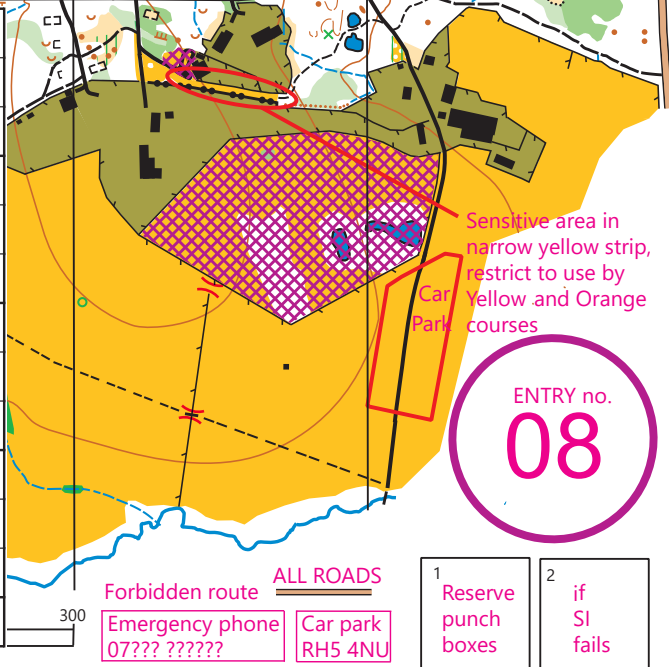 Sensitive area in
narrow yellow strip,
restrict to use by
Yellow and Orange
courses
Car
Park
ENTRY no.
08
Forbidden route
ALL ROADS
300
Emergency phone
07??? ??????
Car park
RH5 4NU
1
Reserve
punch
boxes
2
if
SI
fails